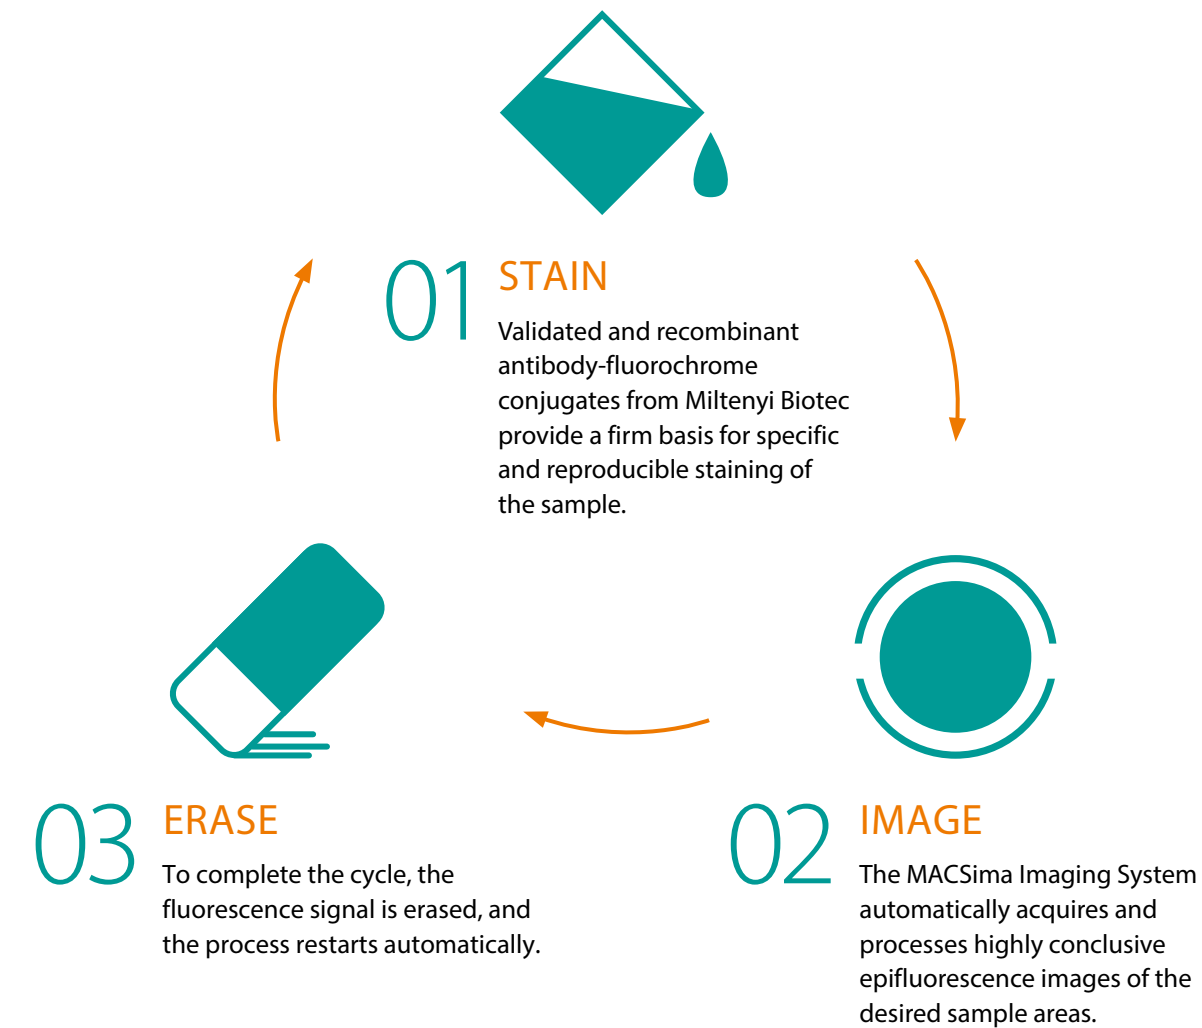 01 STAIN
Validated and recombinant
antibody-fluorochrome
conjugates from Miltenyi Biotec
provide a firm basis for specific
and reproducible staining of
the sample.
02 IMAGE
The MACSima Imaging System
automatically acquires and
processes highly conclusive
epifluorescence images of the
desired sample areas.
03 ERASE
To complete the cycle, the
fluorescence signal is erased, and
the process restarts automatically.